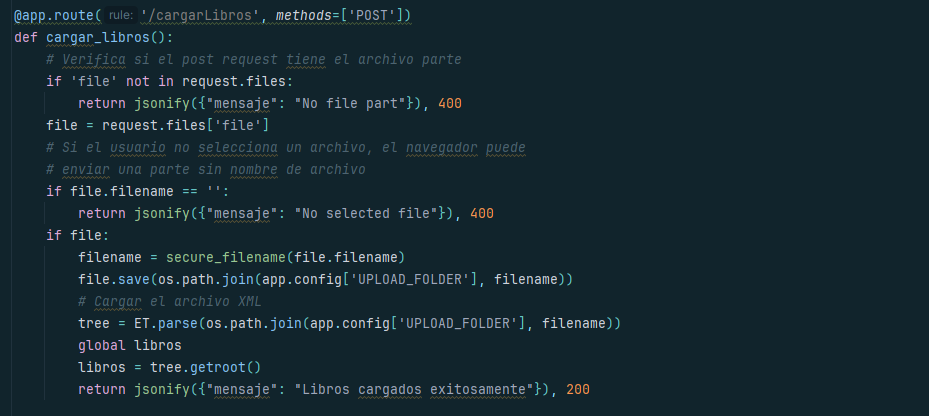 @app.route( rule: '/cargarLibros', methods=['POST'])
def cargar_libros():
    # Verifica si el post request tiene el archivo parte
    if 'file' not in request.files:
        return jsonify({"mensaje": "No file part"}), 400
    file = request.files['file']
    # Si el usuario no selecciona un archivo, el navegador puede
    # enviar una parte sin nombre de archivo
    if file.filename == '':
        return jsonify({"mensaje": "No selected file"}), 400
    if file:
        filename = secure_filename(file.filename)
        file.save(os.path.join(app.config['UPLOAD_FOLDER'], filename))
        # Cargar el archivo XML
        tree = ET.parse(os.path.join(app.config['UPLOAD_FOLDER'], filename))
        global libros
        libros = tree.getroot()
        return jsonify({"mensaje": "Libros cargados exitosamente"}), 200